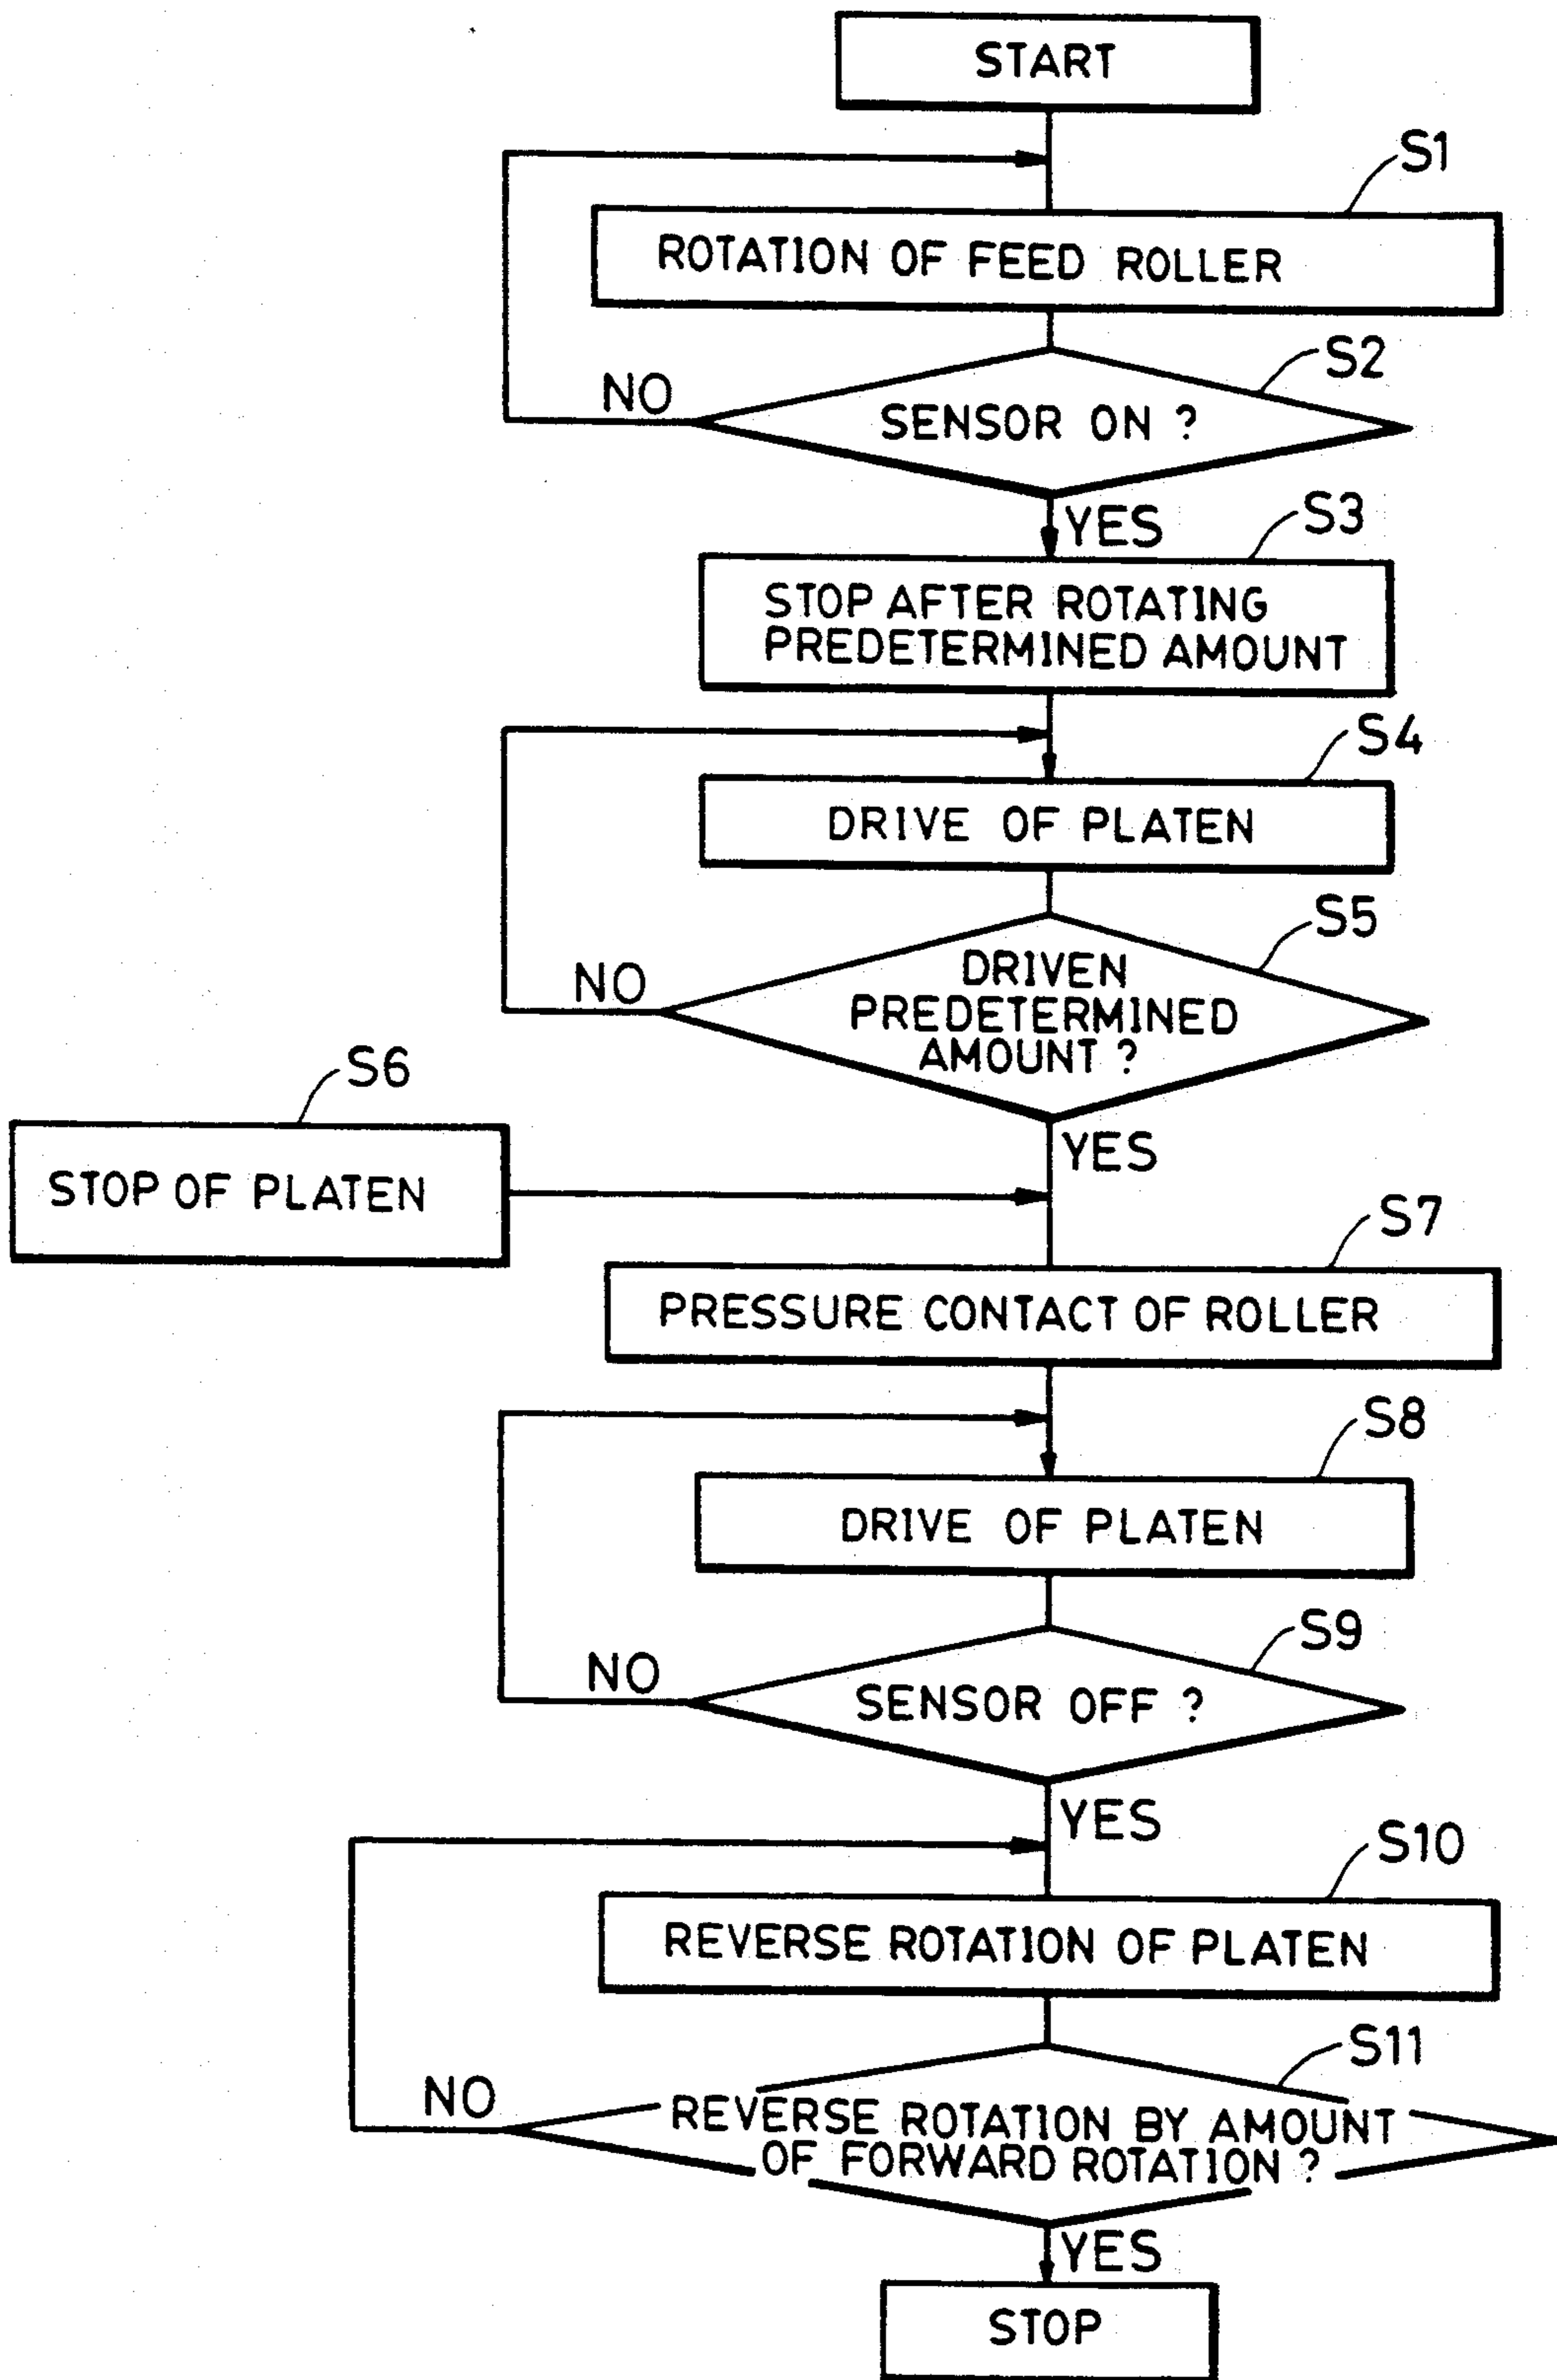 START
S1
ROTATION OF FEED ROLLER
S2
NO
SENSOR ON ?
YES
S3
STOP AFTER ROTATING
PREDETERMINED AMOUNT
S4
DRIVE OF PLATEN
S5
NO
DRIVEN
PREDETERMINED
AMOUNT ?
S6
YES
STOP OF PLATEN
S7
PRESSURE CONTACT OF ROLLER
S8
DRIVE OF PLATEN
S9
NO
SENSOR OFF ?
YES
S10
REVERSE ROTATION OF PLATEN
S11
NO
REVERSE ROTATION BY AMOUNT
OF FORWARD ROTATION ?
YES
STOP